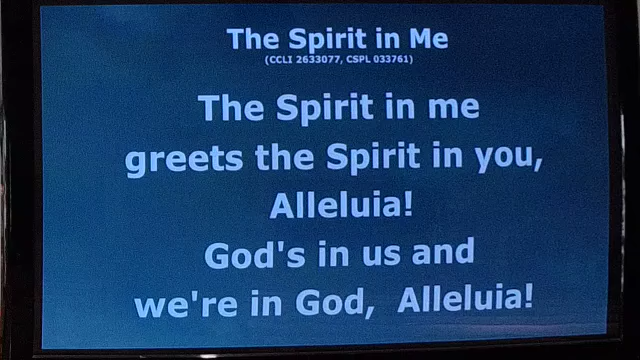 The Spirit in Me
(CCLI 2633077, CSPL 033761)
The Spirit in me
greets the Spirit in you,
Alleluia!
God's in us and
we're in God, Alleluia!